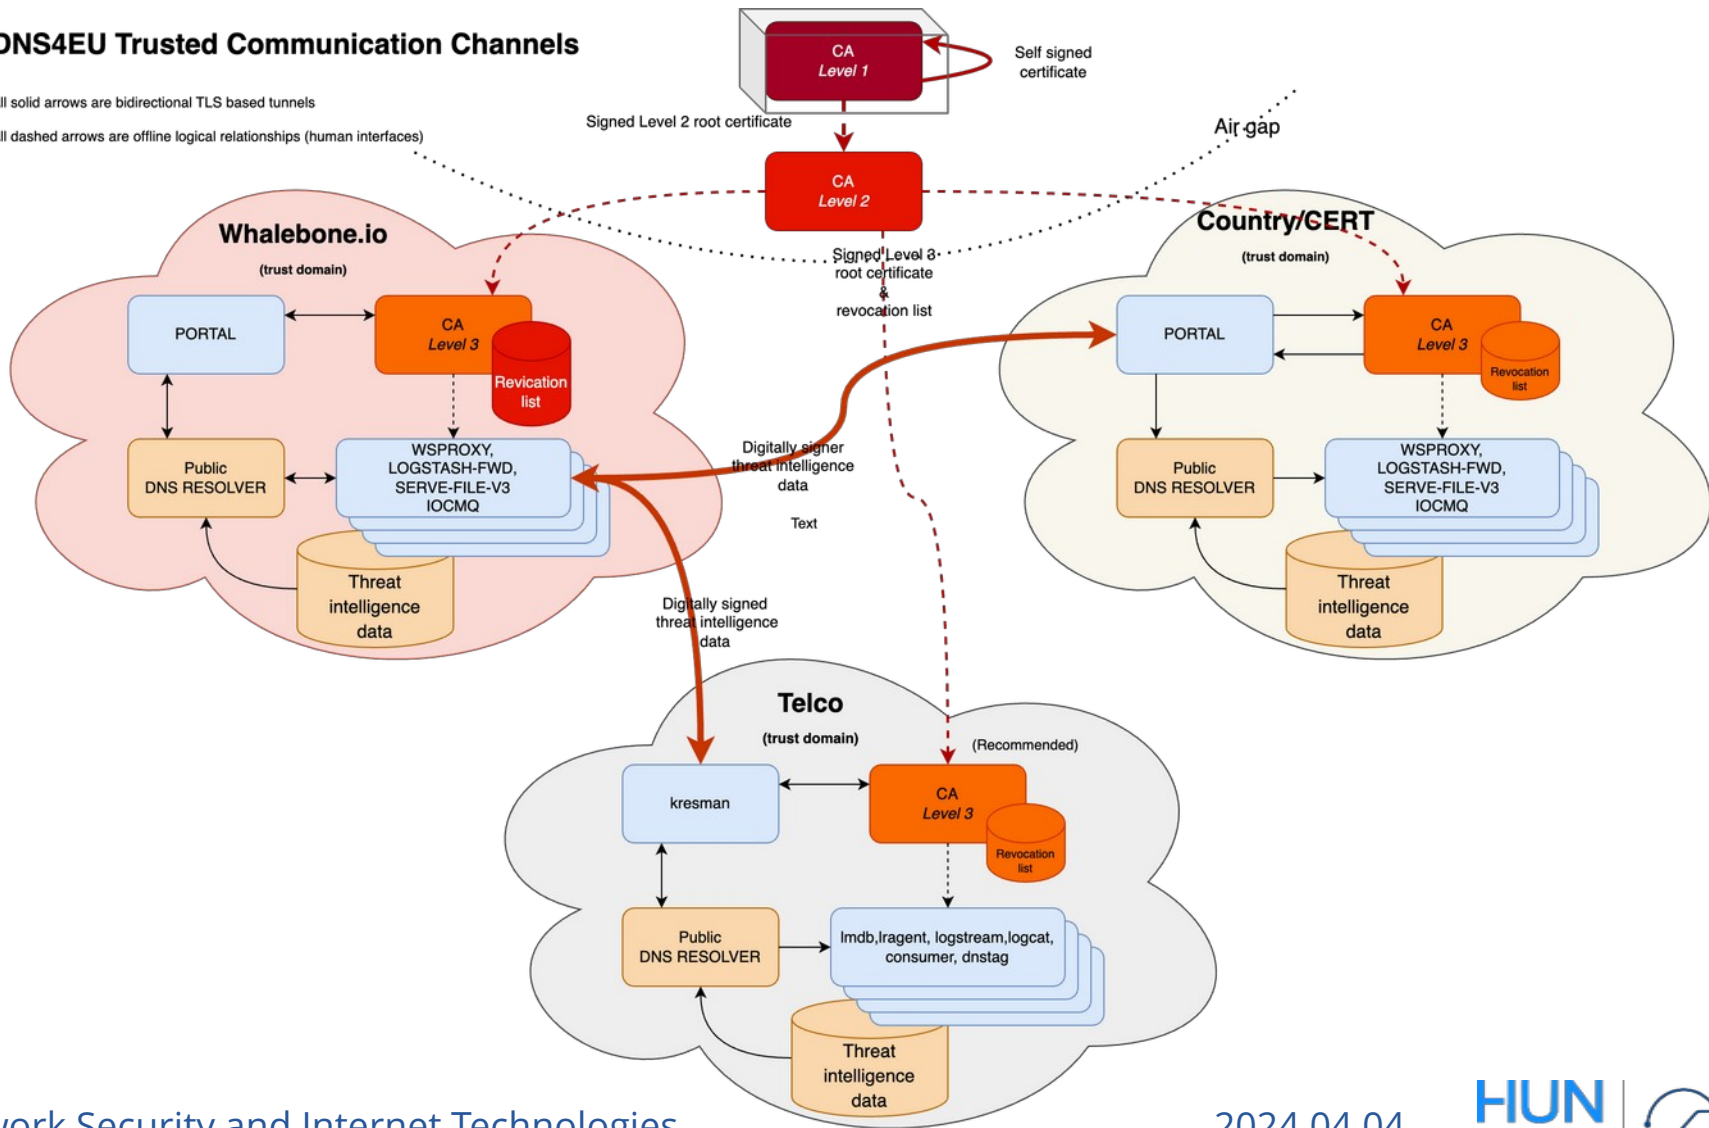 DNS4EU Trusted Communication Channels
ll solid arrows are bidirectional TLS based tunnels
ll dashed arrows are offline logical relationships (human interfaces)
CA
Level 1
Self signed
certificate
Signed Level 2 root certificate
Air gap
CA
Level 2
Signed Level 3
root certificate
&
revocation list
Whalebone.io
(trust domain)
PORTAL
CA
Level 3
Revication
list
Public
DNS RESOLVER
WSPROXY,
LOGSTASH-FWD,
SERVE-FILE-V3
IOCMQ
Threat
intelligence
data
Country/CERT
(trust domain)
PORTAL
CA
Level 3
Revocation
list
Public
DNS RESOLVER
WSPROXY,
LOGSTASH-FWD,
SERVE-FILE-V3
IOCMQ
Threat
intelligence
data
Digitally signer
threat intelligence
data
Text
Digitally signed
threat intelligence
data
Telco
(trust domain)
(Recommended)
kresman
CA
Level 3
Revocation
list
Public
DNS RESOLVER
lmdb,lragent, logstream,logcat,
consumer, dnstag
Threat
intelligence
data
work Security and Internet Technologies
2024.04.04
HUN